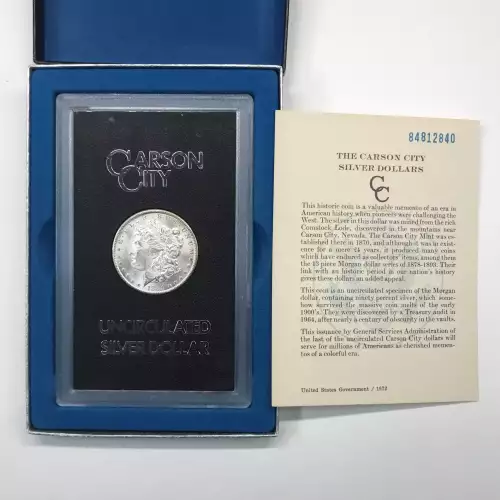 CARSON
CITY
UNCIRCULATED
SILVER DOLLAR
84812840
THE CARSON CITY
SILVER DOLLARS
CC
This historic coin is a valuable memento of an era in
American history when pioneers were challenging the
West. The silver in this dollar was mined from the rich
Comstock Lode, discovered in the mountains near
Carson City, Nevada. The Carson City Mint was es-
tablished there in 1870, and although it was in exist-
ence for a mere 24 years, it produced many coins
which have endured as collectors' items, among them
the 13 piece Morgan dollar series of 1878-1893. Their
link with an historic period in our nation's history
gives these dollars an added appeal.
This coin is an uncirculated specimen of the Morgan
dollar, containing ninety percent silver, which some-
how survived the massive coin melts of the early
1900's. They were discovered by a Treasury audit in
1964, after nearly a century of obscurity in the vaults.
This issuance by General Services Administration of
the last of the uncirculated Carson City dollars will
serve for millions of Americans as cherished memen-
tos of a colorful era.
United States Government / 1972